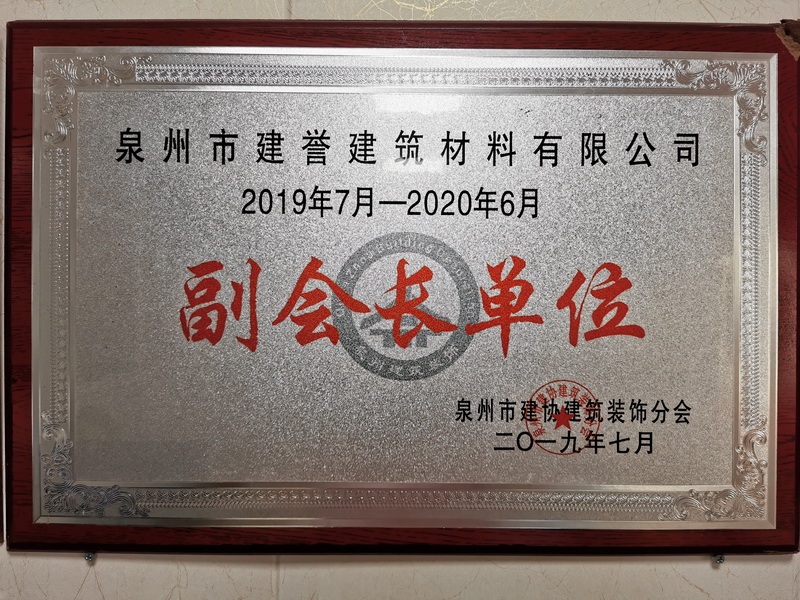 泉州市建誉建筑材料有限公司
2019年7月—2020年6月
副会长单位
泉州市建协建筑装饰分会
二〇一九年七月